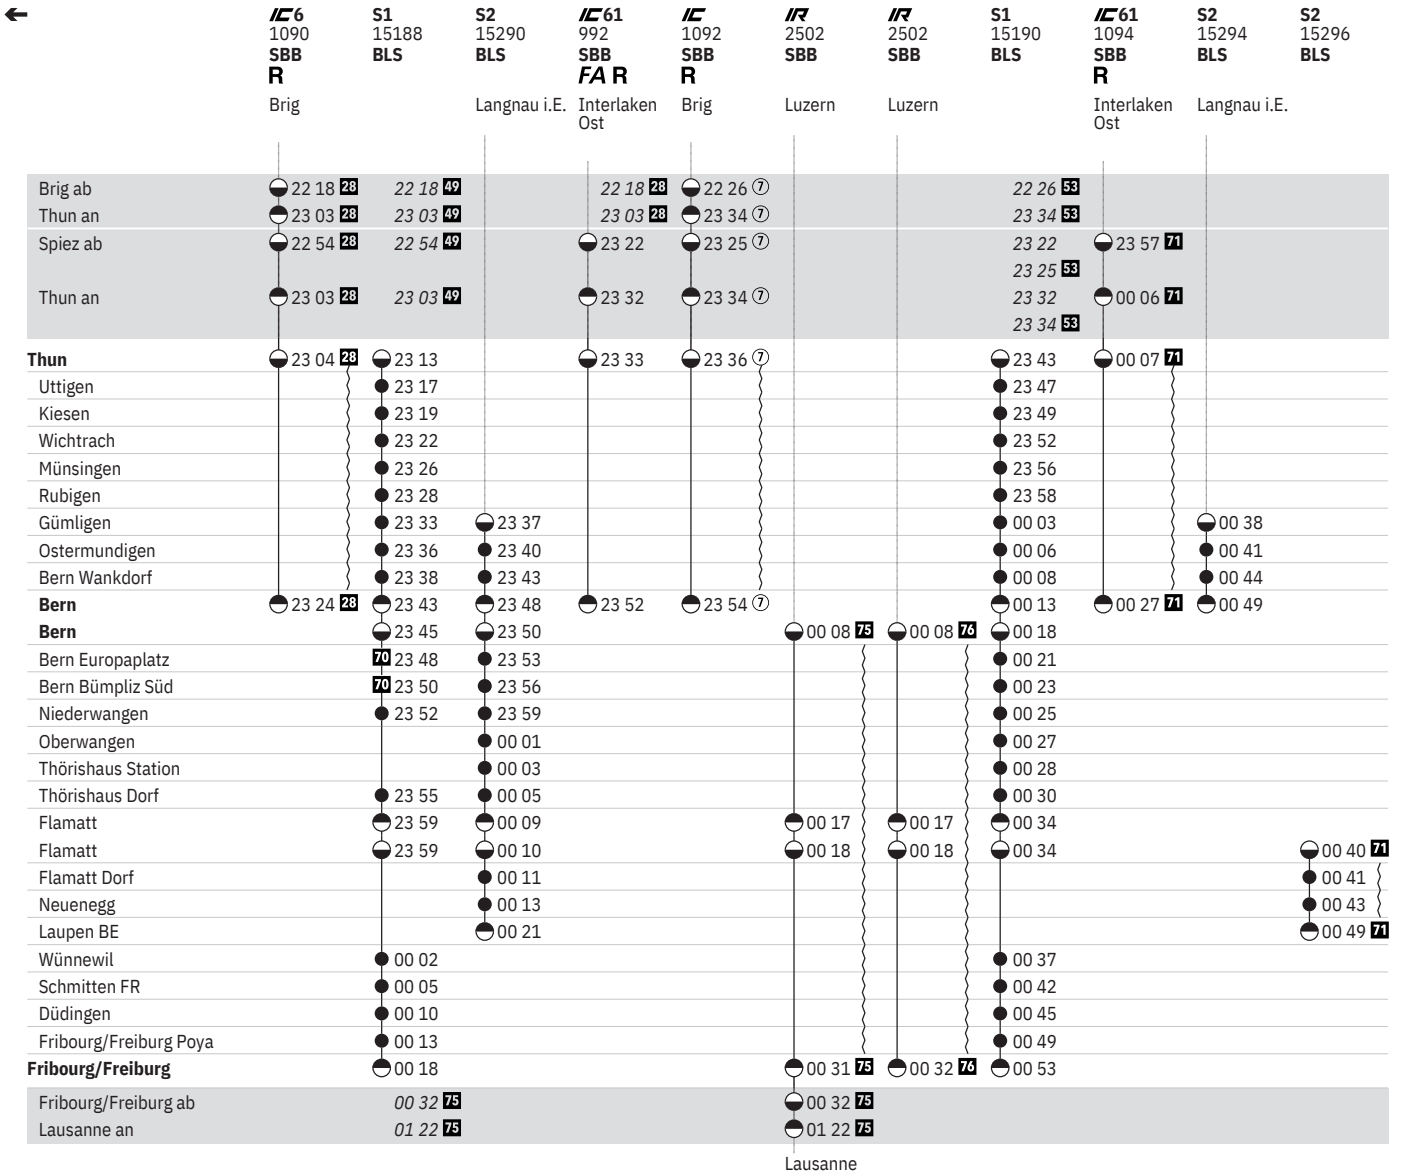 ← IC6 S1 S2 IC61 IC IR IR S1 IC61 S2 S2
1090 15188 15290 992 1092 2502 2502 15190 1094 15294 15296
SBB BLS BLS SBB SBB SBB SBB BLS SBB BLS BLS
R FA R R R
Brig Langnau i.E. Interlaken Brig Luzern Luzern Interlaken Langnau i.E.
Ost Ost
Brig ab 22 18 28 22 18 49 22 18 28 22 26 7 22 26 53
Thun an 23 03 28 23 03 49 23 03 28 23 34 7 23 34 53
Spiez ab 22 54 28 22 54 49 23 22 23 25 7 23 22 23 57 71
23 25 53
Thun an 23 03 28 23 03 49 23 32 23 34 7 23 32 00 06 71
23 34 53
Thun 23 04 28 23 13 23 33 23 36 7 23 43 00 07 71
Uttigen 23 17 23 47
Kiesen 23 19 23 49
Wichtrach 23 22 23 52
Münsingen 23 26 23 56
Rubigen 23 28 23 58
Gümligen 23 33 23 37 00 03 00 38
Ostermundigen 23 36 23 40 00 06 00 41
Bern Wankdorf 23 38 23 43 00 08 00 44
Bern 23 24 28 23 43 23 48 23 52 23 54 7 00 13 00 27 71 00 49
Bern 23 45 23 50 00 08 75 00 08 76 00 18
Bern Europaplatz 70 23 48 23 53 00 21
Bern Bümpliz Süd 70 23 50 23 56 00 23
Niederwangen 23 52 23 59 00 25
Oberwangen 00 01 00 27
Thörishaus Station 00 03 00 28
Thörishaus Dorf 23 55 00 05 00 30
Flamatt 23 59 00 09 00 17 00 17 00 34
Flamatt 23 59 00 10 00 18 00 18 00 34 00 40 71
Flamatt Dorf 00 11 00 41
Neuenegg 00 13 00 43
Laupen BE 00 21 00 49 71
Wünnewil 00 02 00 37
Schmitten FR 00 05 00 42
Düdingen 00 10 00 45
Fribourg/Freiburg Poya 00 13 00 49
Fribourg/Freiburg 00 18 00 31 75 00 32 76 00 53
Fribourg/Freiburg ab 00 32 75 00 32 75
Lausanne an 01 22 75 01 22 75
Lausanne